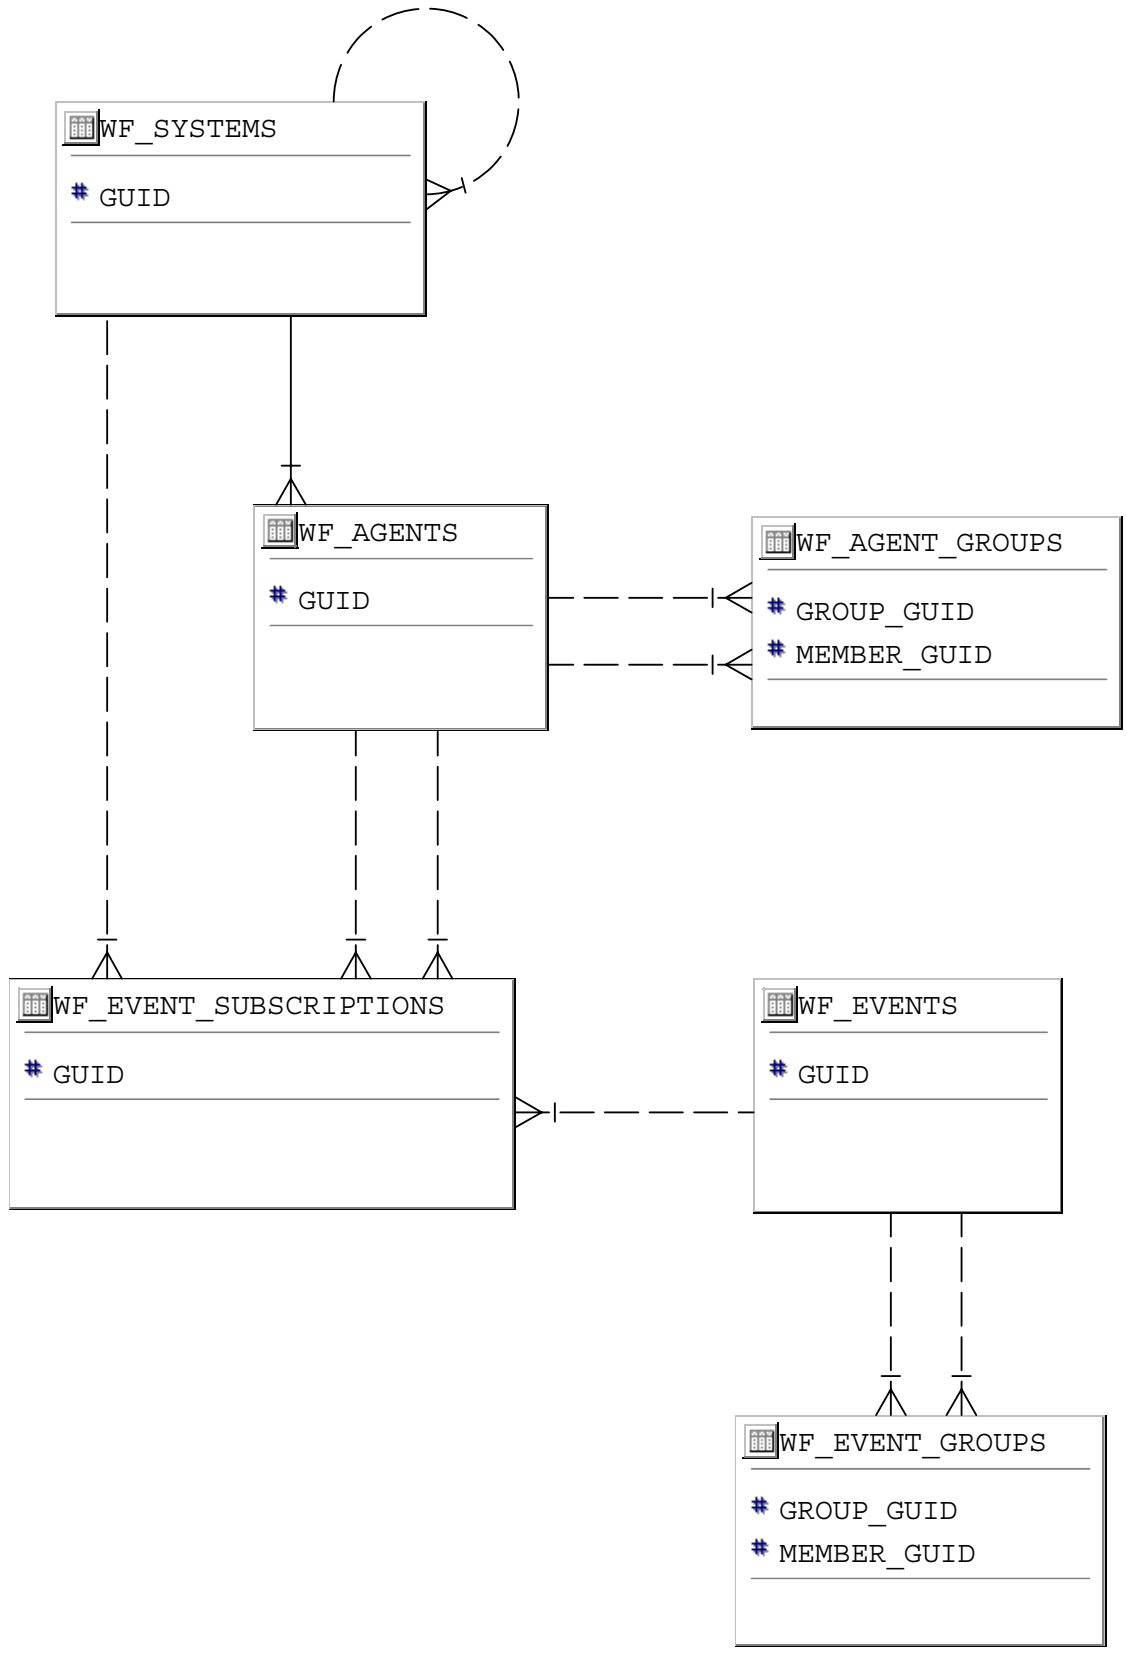 WF_SYSTEMS
# GUID
WF_AGENTS
# GUID
WF_AGENT_GROUPS
# GROUP_GUID
# MEMBER_GUID
WF_EVENT_SUBSCRIPTIONS
# GUID
WF_EVENTS
# GUID
WF_EVENT_GROUPS
# GROUP_GUID
# MEMBER_GUID